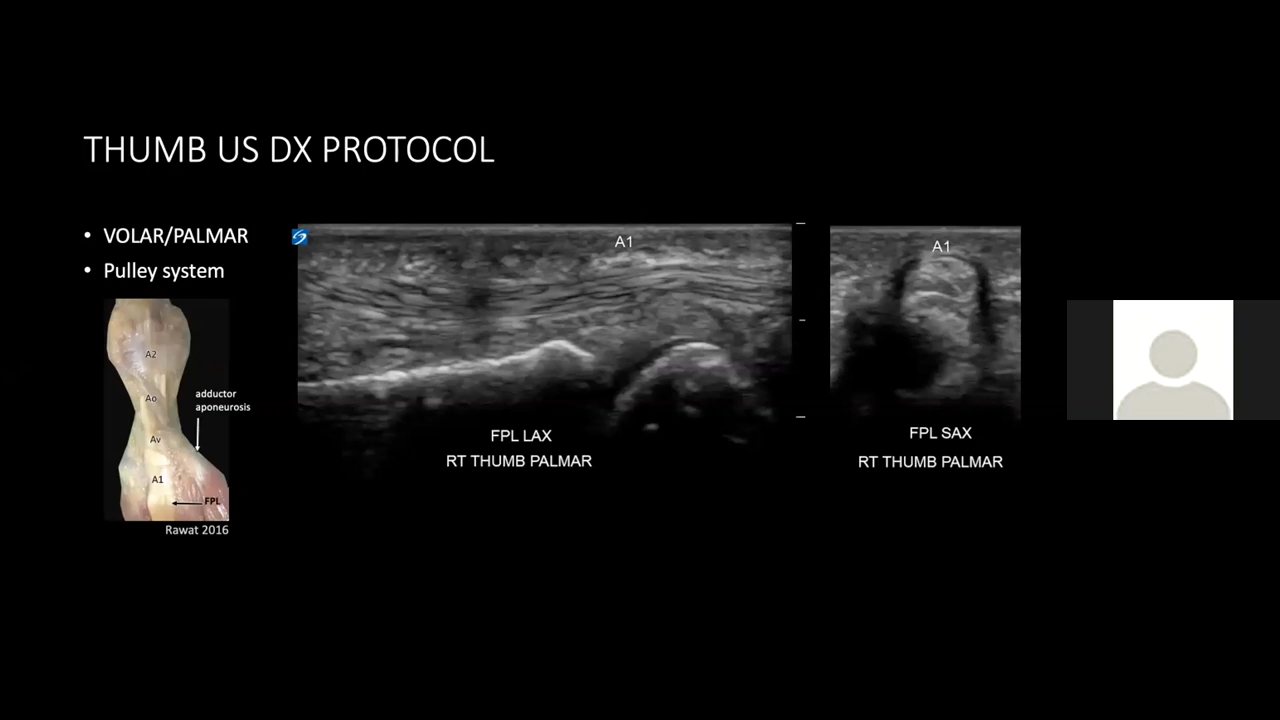 THUMB US DX PROTOCOL
• VOLAR/PALMAR
• Pulley system
A2
Ao
Av
A1
adductor
aponeurosis
FPL
Rawat 2016
A1
FPL LAX
RT THUMB PALMAR
A1
FPL SAX
RT THUMB PALMAR